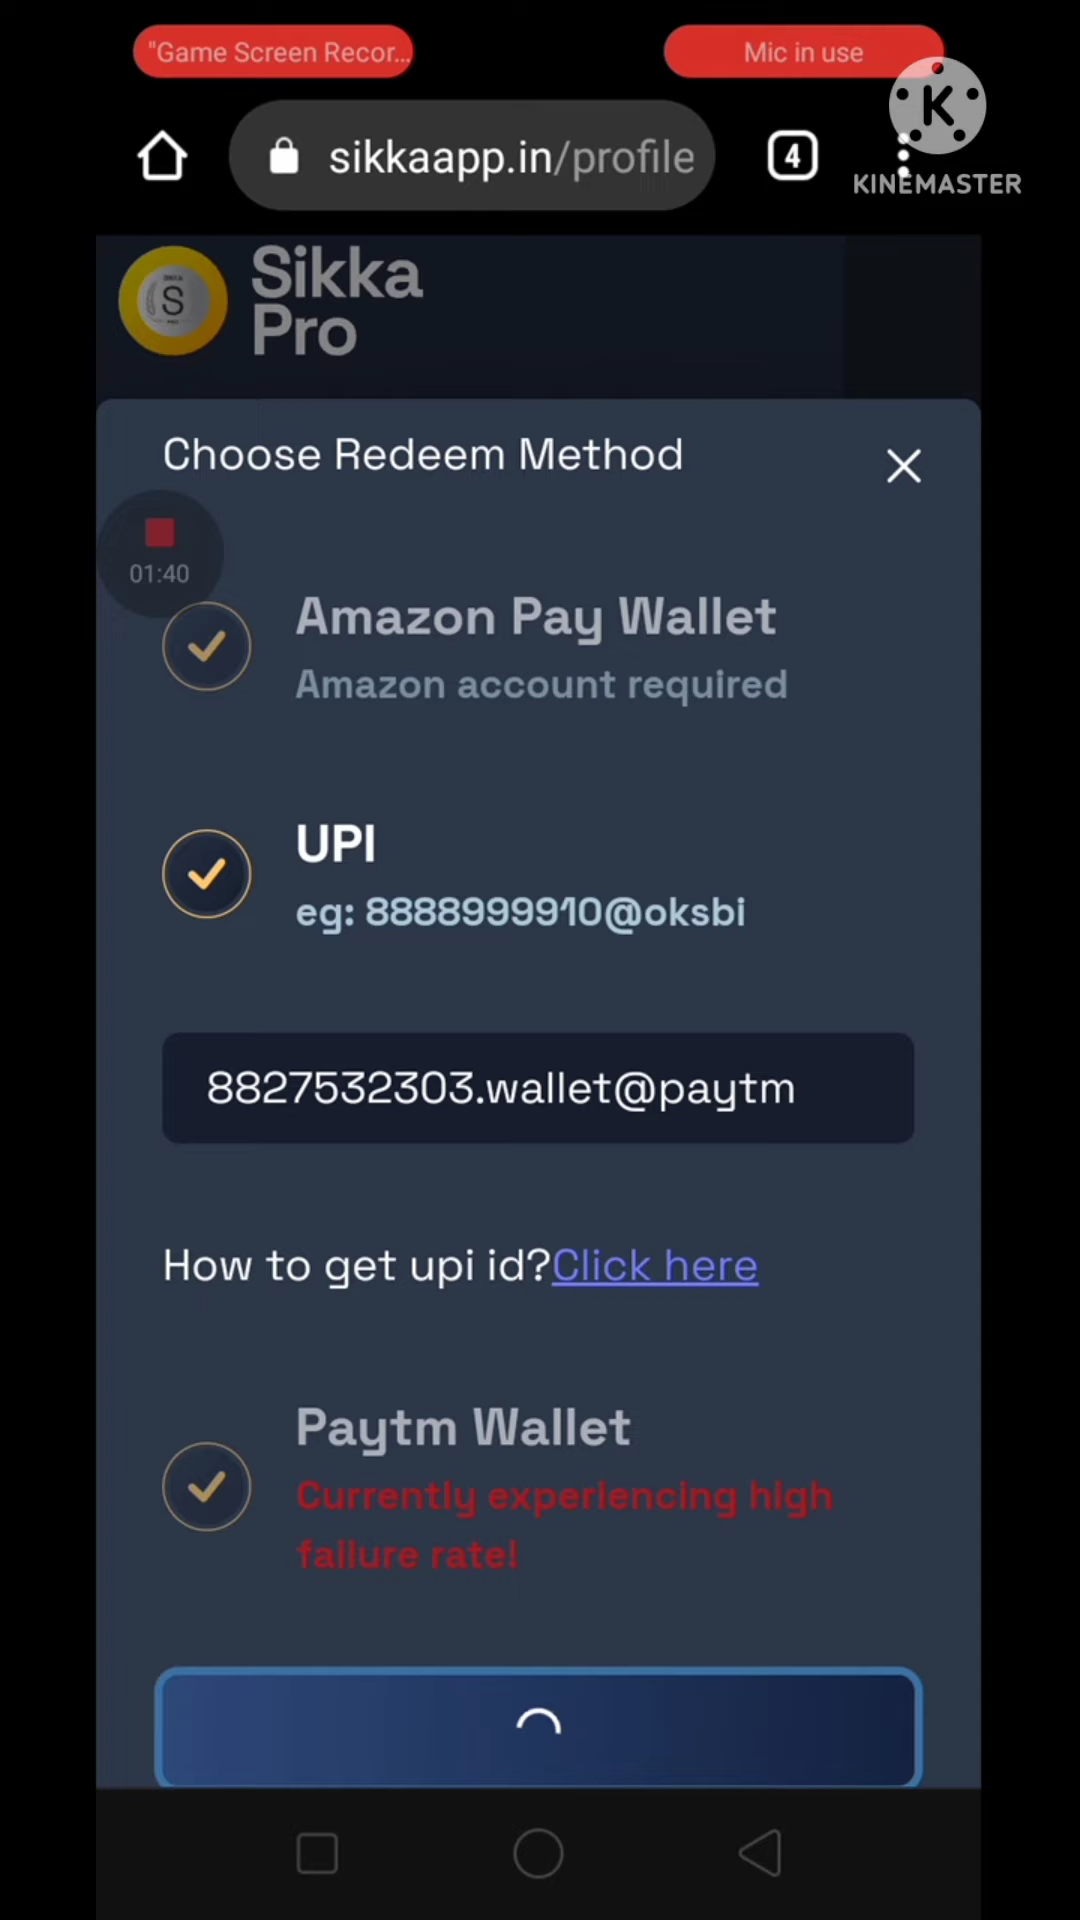 "Game Screen Recor...
Mic in use
sikkaapp.in/profile
4
K
KINEMASTER
S
Sikka
Pro
Choose Redeem Method
01:40
Amazon Pay Wallet
Amazon account required
UPI
eg: 8888999910@oksbi
8827532303.wallet@paytm
How to get upi id?Click here
Paytm Wallet
Currently experiencing high
failure rate!